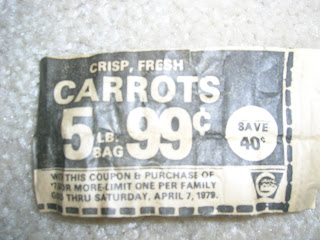 CRISP, FRESH
CARROTS
5 LB. BAG 99¢
SAVE 40¢
THIS COUPON & PURCHASE OF
OR MORE-LIMIT ONE PER FAMILY
THRU SATURDAY, APRIL 7, 1979.